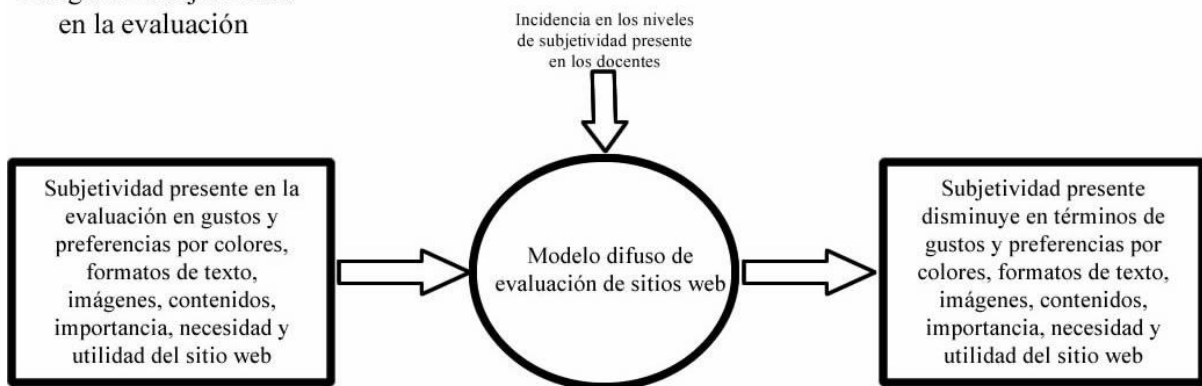 en la evaluación
Incidencia en los niveles
de subjetividad presente
en los docentes
Subjetividad presente en la
evaluación en gustos y
preferencias por colores,
formatos de texto,
imágenes, contenidos,
importancia, necesidad y
utilidad del sitio web
Modelo difuso de
evaluación de sitios web
Subjetividad presente
disminuye en términos de
gustos y preferencias por
colores, formatos de texto,
imágenes, contenidos,
importancia, necesidad y
utilidad del sitio web